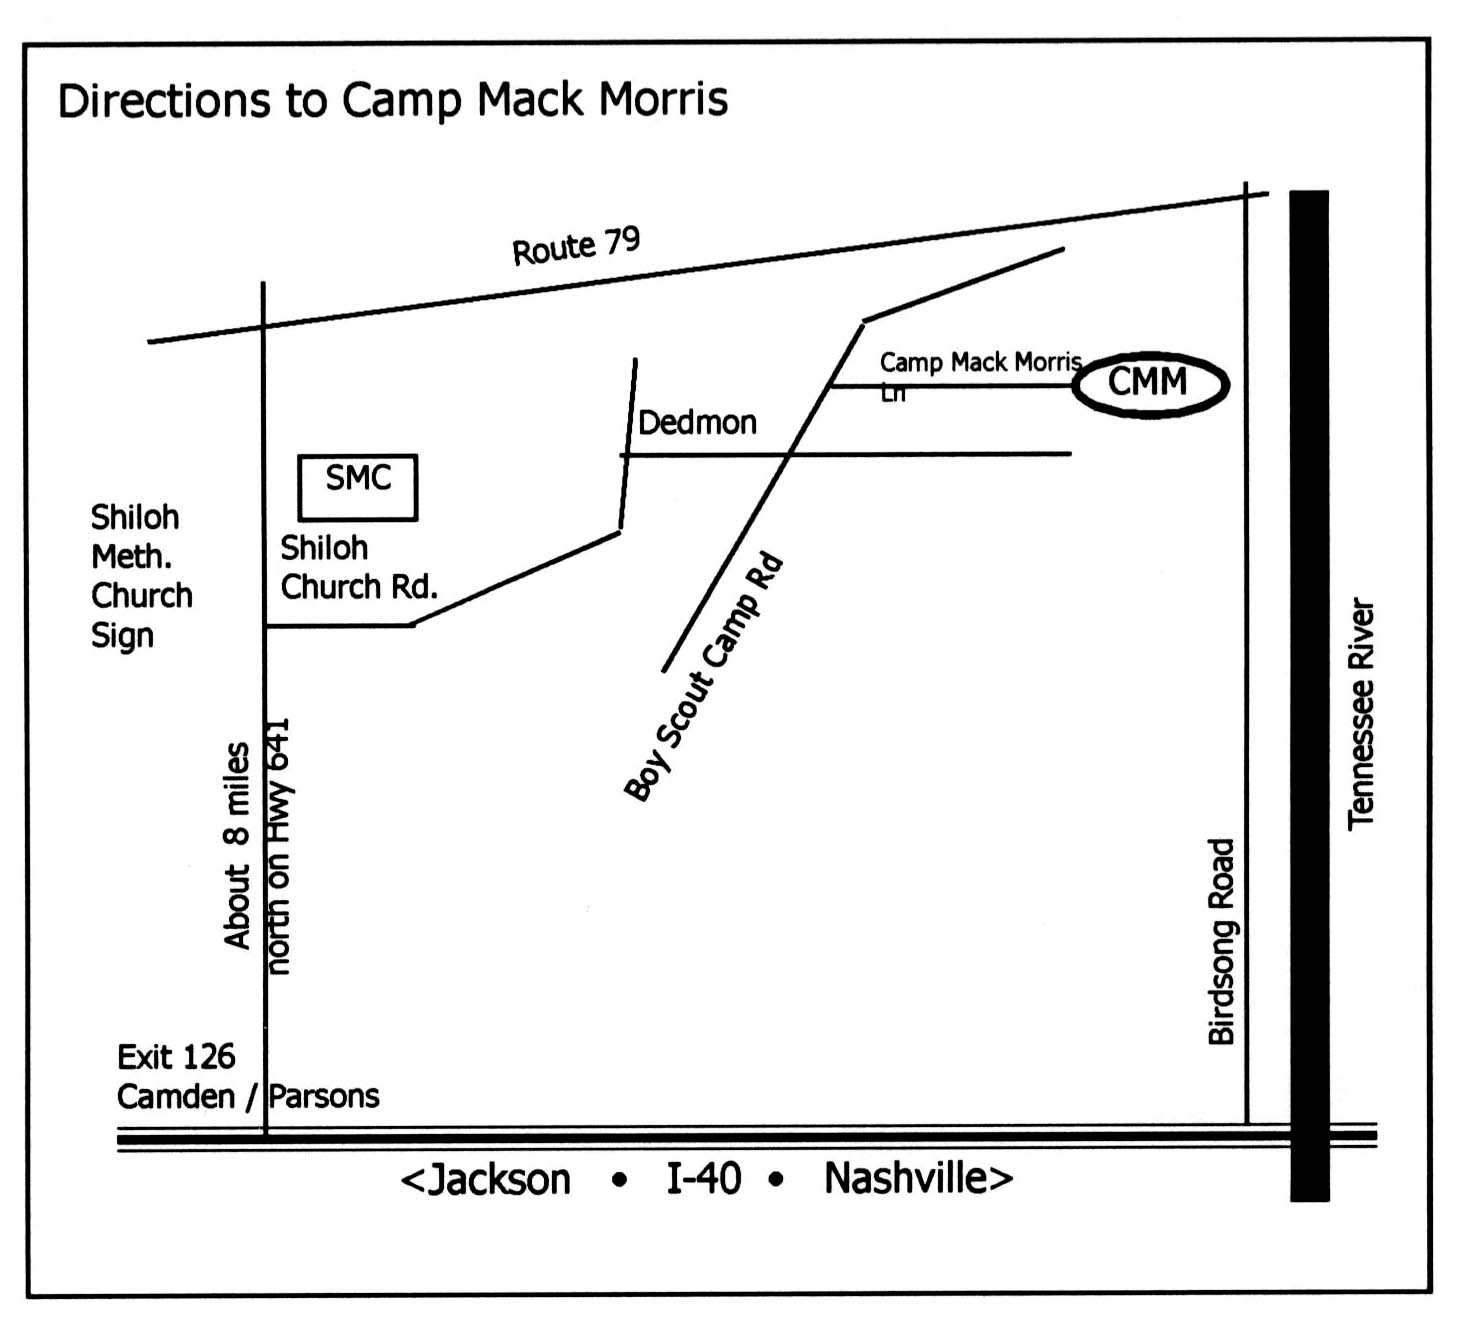 Directions to Camp Mack Morris
Route 79
Camp Mack Morris
Ln
CMM
Dedmon
SMC
Shiloh
Meth.
Church
Sign
Shiloh
Church Rd.
Boy Scout Camp Rd
Tennessee River
About 8 miles
north on Hwy 641
Birdsong Road
Exit 126
Camden / Parsons
<Jackson • I-40 • Nashville>